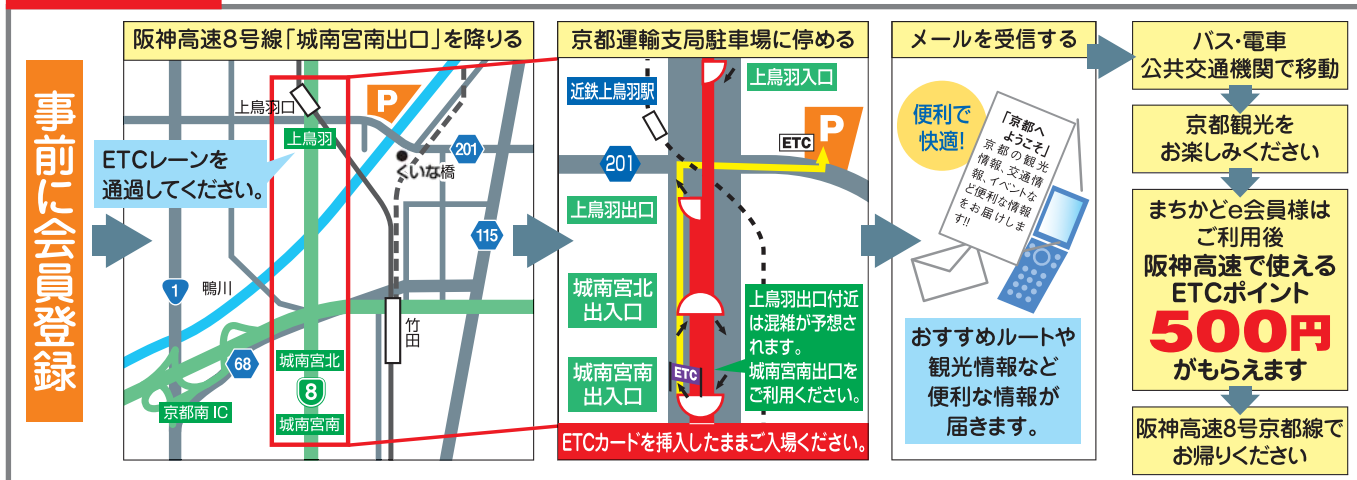 事前に会員登録
阪神高速8号線「城南宮南出口」を降りる
ETCレーンを
通過してください。
上鳥羽口
上鳥羽
P
201
くいな橋
115
1
鴨川
竹田
68
京都南IC
城南宮北
8
城南宮南
京都運輸支局駐車場に停める
近鉄上鳥羽駅
上鳥羽入口
ETC
P
201
上鳥羽出口
城南宮北
出入口
城南宮南
出入口
ETC
上鳥羽出口付近
は混雑が予想さ
れます。
城南宮南出口を
ご利用ください。
ETCカードを挿入したままご入場ください。
メールを受信する
便利で
快適!
「京都へ
ようこそ」
京都の観光
情報、交通情
報、イベントな
ど便利な情報
をお届けしま
す!!
おすすめルートや
観光情報など
便利な情報が
届きます。
バス・電車
公共交通機関で移動
京都観光を
お楽しみください
まちかどe会員様は
ご利用後
阪神高速で使える
ETCポイント
500円
がもらえます
阪神高速8号京都線で
お帰りください